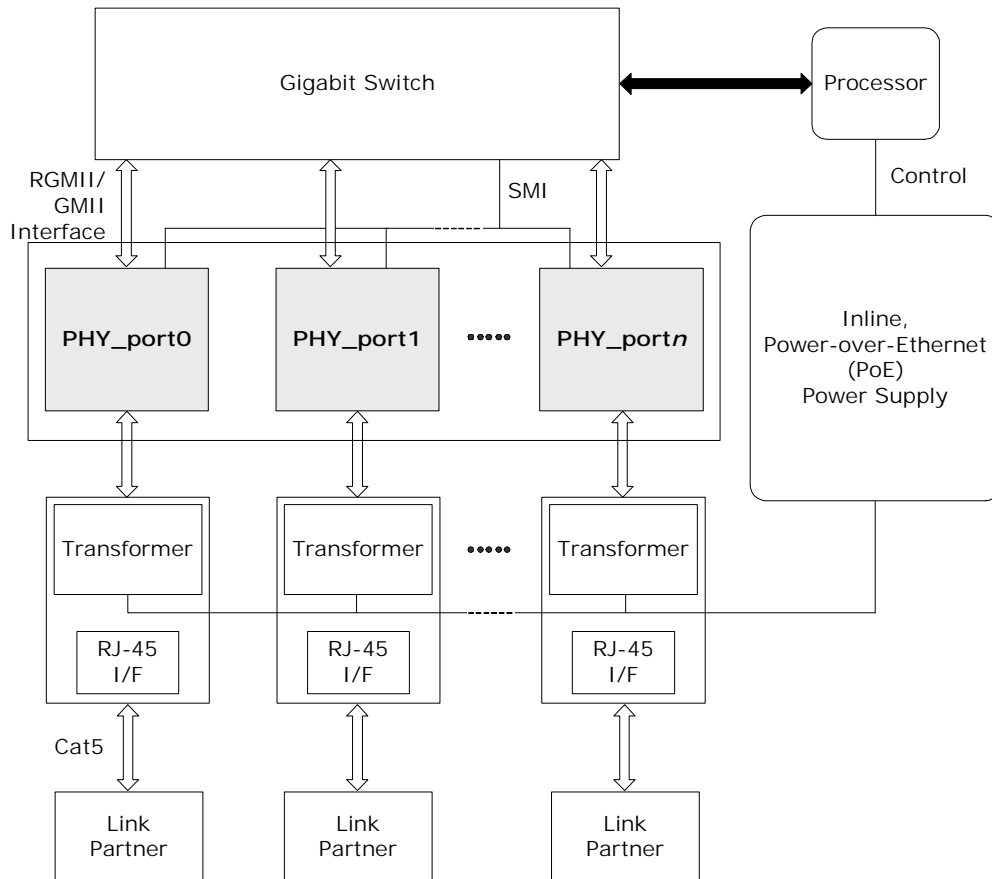 Gigabit Switch
Processor
RGMII/
GMII
Interface
SMI
Control
PHY_port0
PHY_port1
PHY_portn
Inline,
Power-over-Ethernet
(PoE)
Power Supply
Transformer
Transformer
Transformer
RJ-45
I/F
RJ-45
I/F
RJ-45
I/F
Cat5
Link
Partner
Link
Partner
Link
Partner